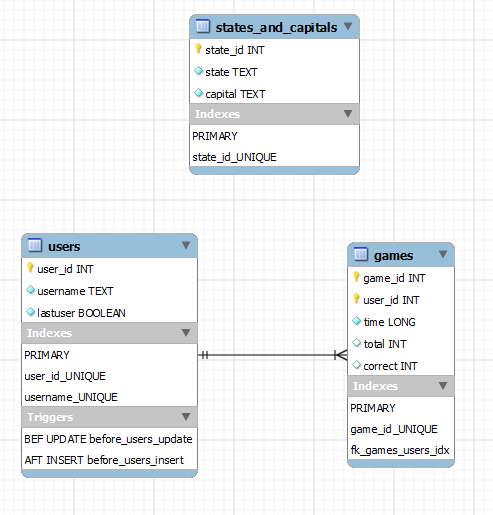 states_and_capitals
state_id INT
state TEXT
capital TEXT
Indexes
PRIMARY
state_id_UNIQUE
users
user_id INT
username TEXT
lastuser BOOLEAN
Indexes
PRIMARY
user_id_UNIQUE
username_UNIQUE
Triggers
BEF UPDATE before_users_update
AFT INSERT before_users_insert
games
game_id INT
user_id INT
time LONG
total INT
correct INT
Indexes
PRIMARY
game_id_UNIQUE
fk_games_users_idx